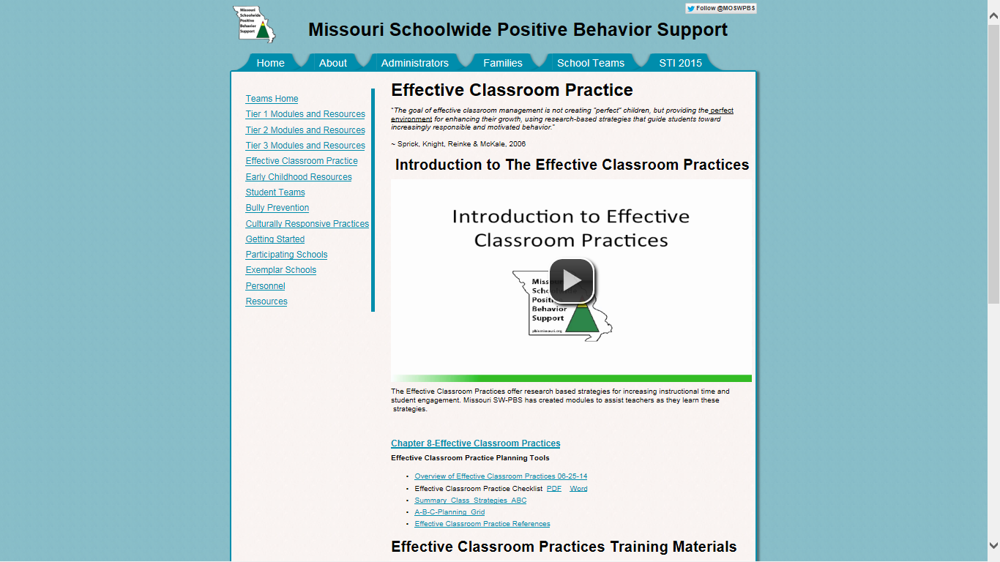 Missouri
Schoolwide
Positive
Behavior
Support
Follow @MOSWPBS
Missouri Schoolwide Positive Behavior Support
Home About Administrators Families School Teams STI 2015
Teams Home
Tier 1 Modules and Resources
Tier 2 Modules and Resources
Tier 3 Modules and Resources
Effective Classroom Practice
Early Childhood Resources
Student Teams
Bully Prevention
Culturally Responsive Practices
Getting Started
Participating Schools
Exemplar Schools
Personnel
Resources
Effective Classroom Practice
"The goal of effective classroom management is not creating "perfect" children, but providing the perfect
environment for enhancing their growth, using research-based strategies that guide students toward
increasingly responsible and motivated behavior."
~ Sprick, Knight, Reinke & McKale, 2006
Introduction to The Effective Classroom Practices
Introduction to Effective
Classroom Practices
Missouri
Schoolwide
Positive
Behavior
Support
pbismissouri.org
The Effective Classroom Practices offer research based strategies for increasing instructional time and
student engagement. Missouri SW-PBS has created modules to assist teachers as they learn these
strategies.
Chapter 8-Effective Classroom Practices
Effective Classroom Practice Planning Tools
• Overview of Effective Classroom Practices 06-25-14
• Effective Classroom Practice Checklist PDF Word
• Summary_Class_Strategies_ABC
• A-B-C-Planning_Grid
• Effective Classroom Practice References
Effective Classroom Practices Training Materials